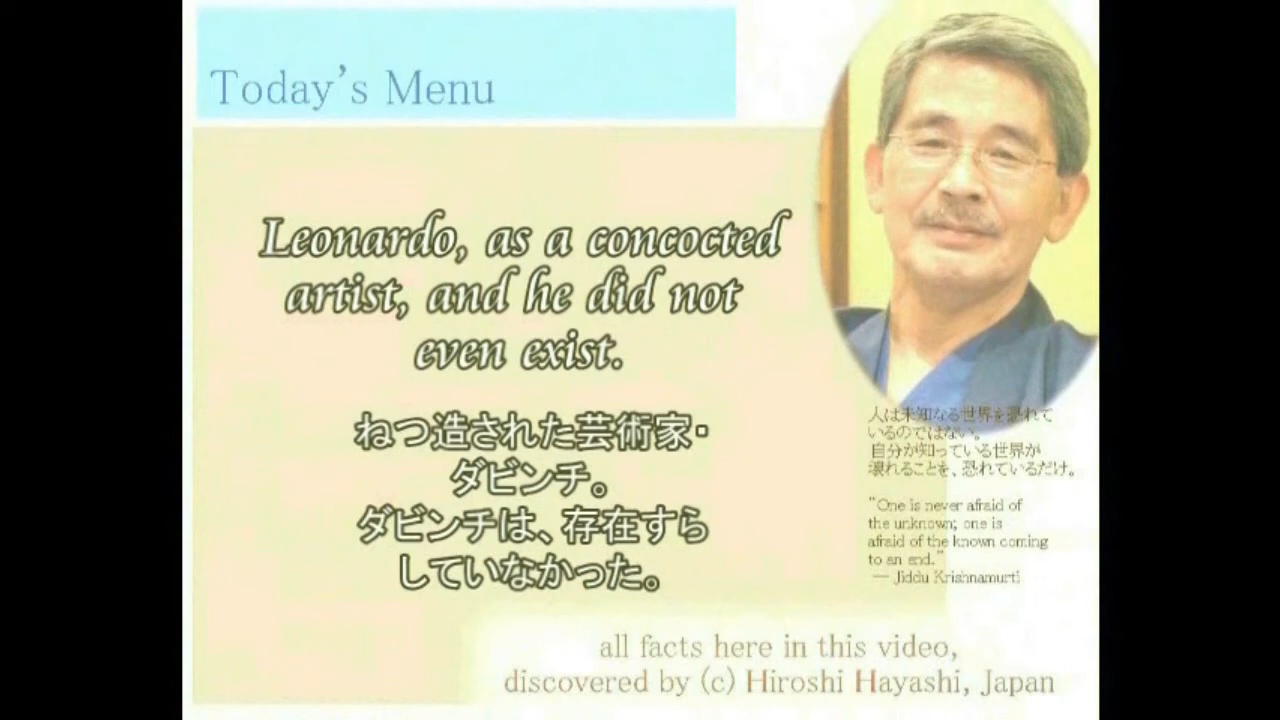 Today's Menu
Leonardo, as a concocted
artist, and he did not
even exist.
ねつ造された芸術家・
ダビンチ。
ダビンチは、存在すら
していなかった。
人は未知なる世界を恐れて
いるのではない。
自分が知っている世界が
壊れることを、恐れているだけ。
"One is never afraid of
the unknown; one is
afraid of the known coming
to an end."
— Jiddu Krishnamurti
all facts here in this video,
discovered by (c) Hiroshi Hayashi, Japan